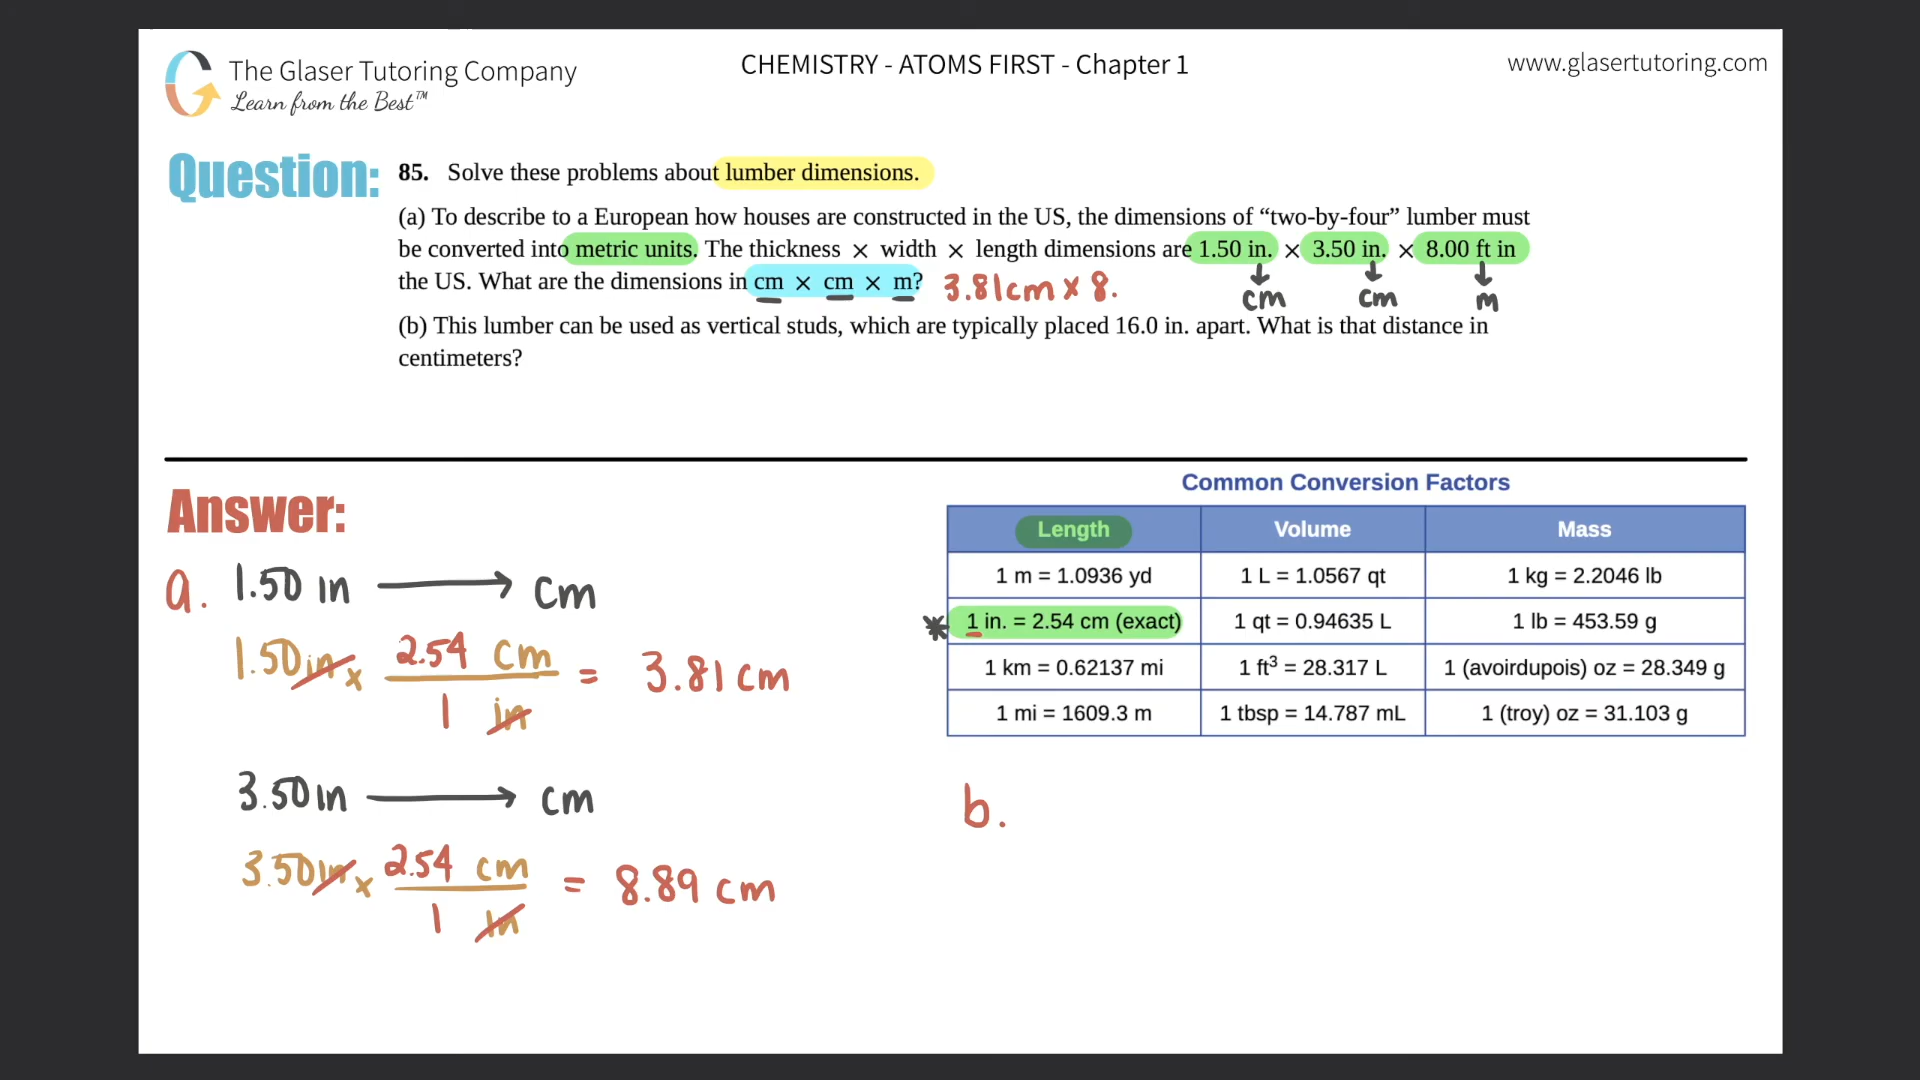 The Glaser Tutoring Company
Learn from the Best™
CHEMISTRY - ATOMS FIRST - Chapter 1
www.glasertutoring.com
Question:
85. Solve these problems about lumber dimensions.
(a) To describe to a European how houses are constructed in the US, the dimensions of “two-by-four” lumber must
be converted into metric units. The thickness × width × length dimensions are 1.50 in. × 3.50 in. × 8.00 ft in
the US. What are the dimensions in cm × cm × m? 3.81cm x 8.
cm cm m
(b) This lumber can be used as vertical studs, which are typically placed 16.0 in. apart. What is that distance in
centimeters?
Answer:
a. 1.50 in → cm
1.50 in x 2.54 cm / 1 in = 3.81 cm
3.50 in → cm
3.50 in x 2.54 cm / 1 in = 8.89 cm
Common Conversion Factors
Length Volume Mass
1 m = 1.0936 yd 1 L = 1.0567 qt 1 kg = 2.2046 lb
* 1 in. = 2.54 cm (exact) 1 qt = 0.94635 L 1 lb = 453.59 g
1 km = 0.62137 mi 1 ft³ = 28.317 L 1 (avoirdupois) oz = 28.349 g
1 mi = 1609.3 m 1 tbsp = 14.787 mL 1 (troy) oz = 31.103 g
b.